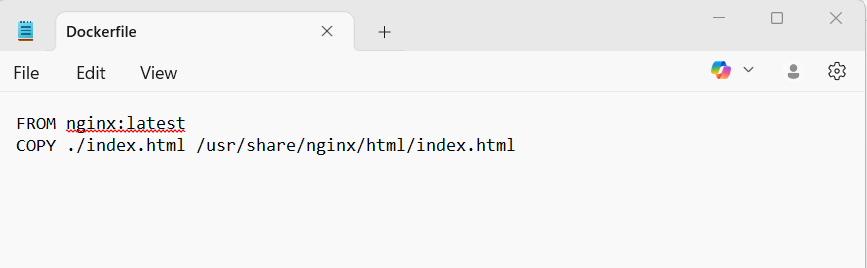 Dockerfile
File Edit View
FROM nginx:latest
COPY ./index.html /usr/share/nginx/html/index.html